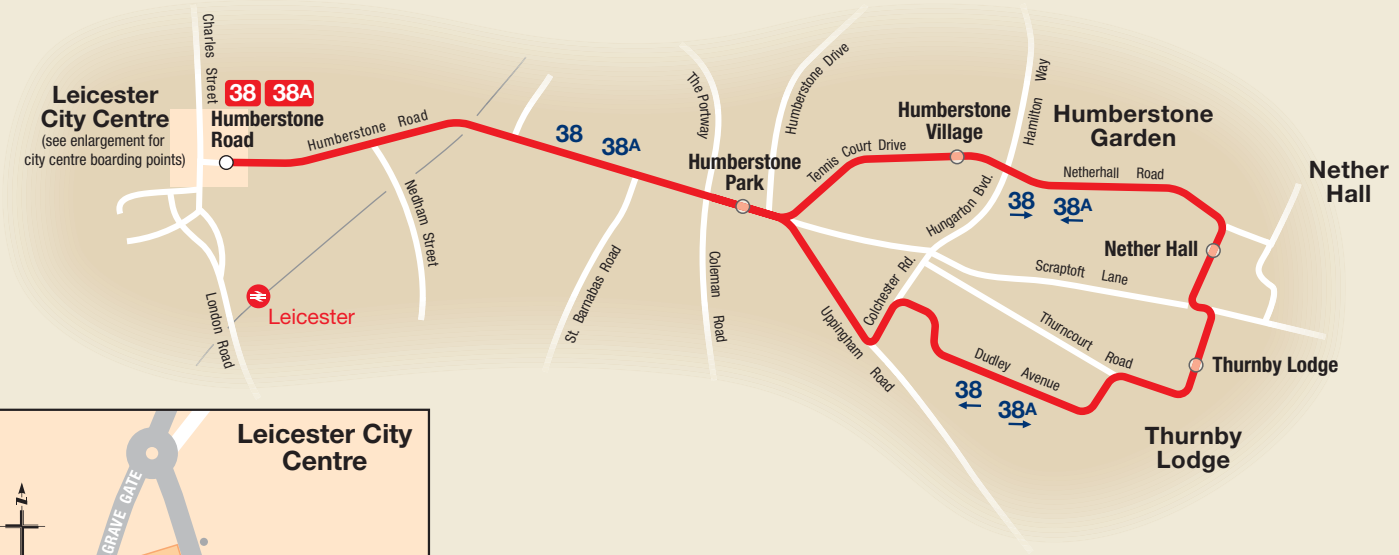 Charles Street
Leicester
City Centre
(see enlargement for
city centre boarding points)
38 38A
Humberstone
Road
Humberstone Road
Nedham Street
London Road
Leicester
38
38A
St. Barnabas Road
The Portway
Coleman Road
Humberstone
Park
Humberstone Drive
Tennis Court Drive
Humberstone
Village
Hamilton Way
Humberstone
Garden
Netherhall Road
38
38A
Hungarton Bvd.
Nether
Hall
Nether Hall
Scraptoft Lane
Colchester Rd.
Uppingham Road
Thurncourt Road
Dudley Avenue
38
38A
Thurnby Lodge
Thurnby
Lodge
Leicester City
Centre
GRAVE GATE